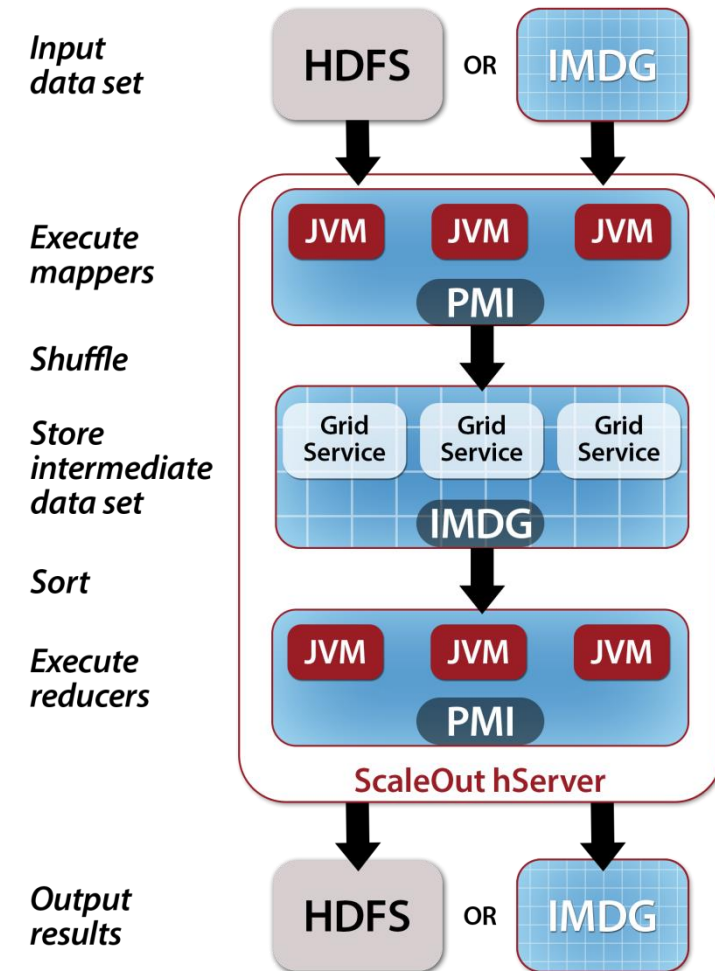 Input
data set
HDFS
OR
IMDG
Execute
mappers
JVM
JVM
JVM
PMI
Shuffle
Store
intermediate
data set
Grid
Service
Grid
Service
Grid
Service
IMDG
Sort
Execute
reducers
JVM
JVM
JVM
PMI
ScaleOut hServer
Output
results
HDFS
OR
IMDG